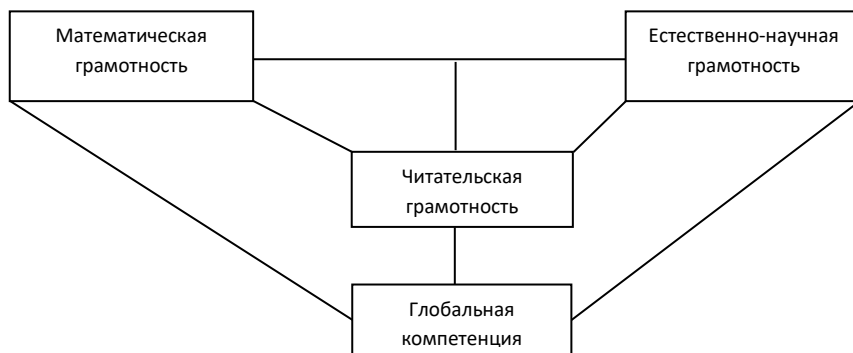 Математическая
грамотность
Естественно-научная
грамотность
Читательская
грамотность
Глобальная
компетенция